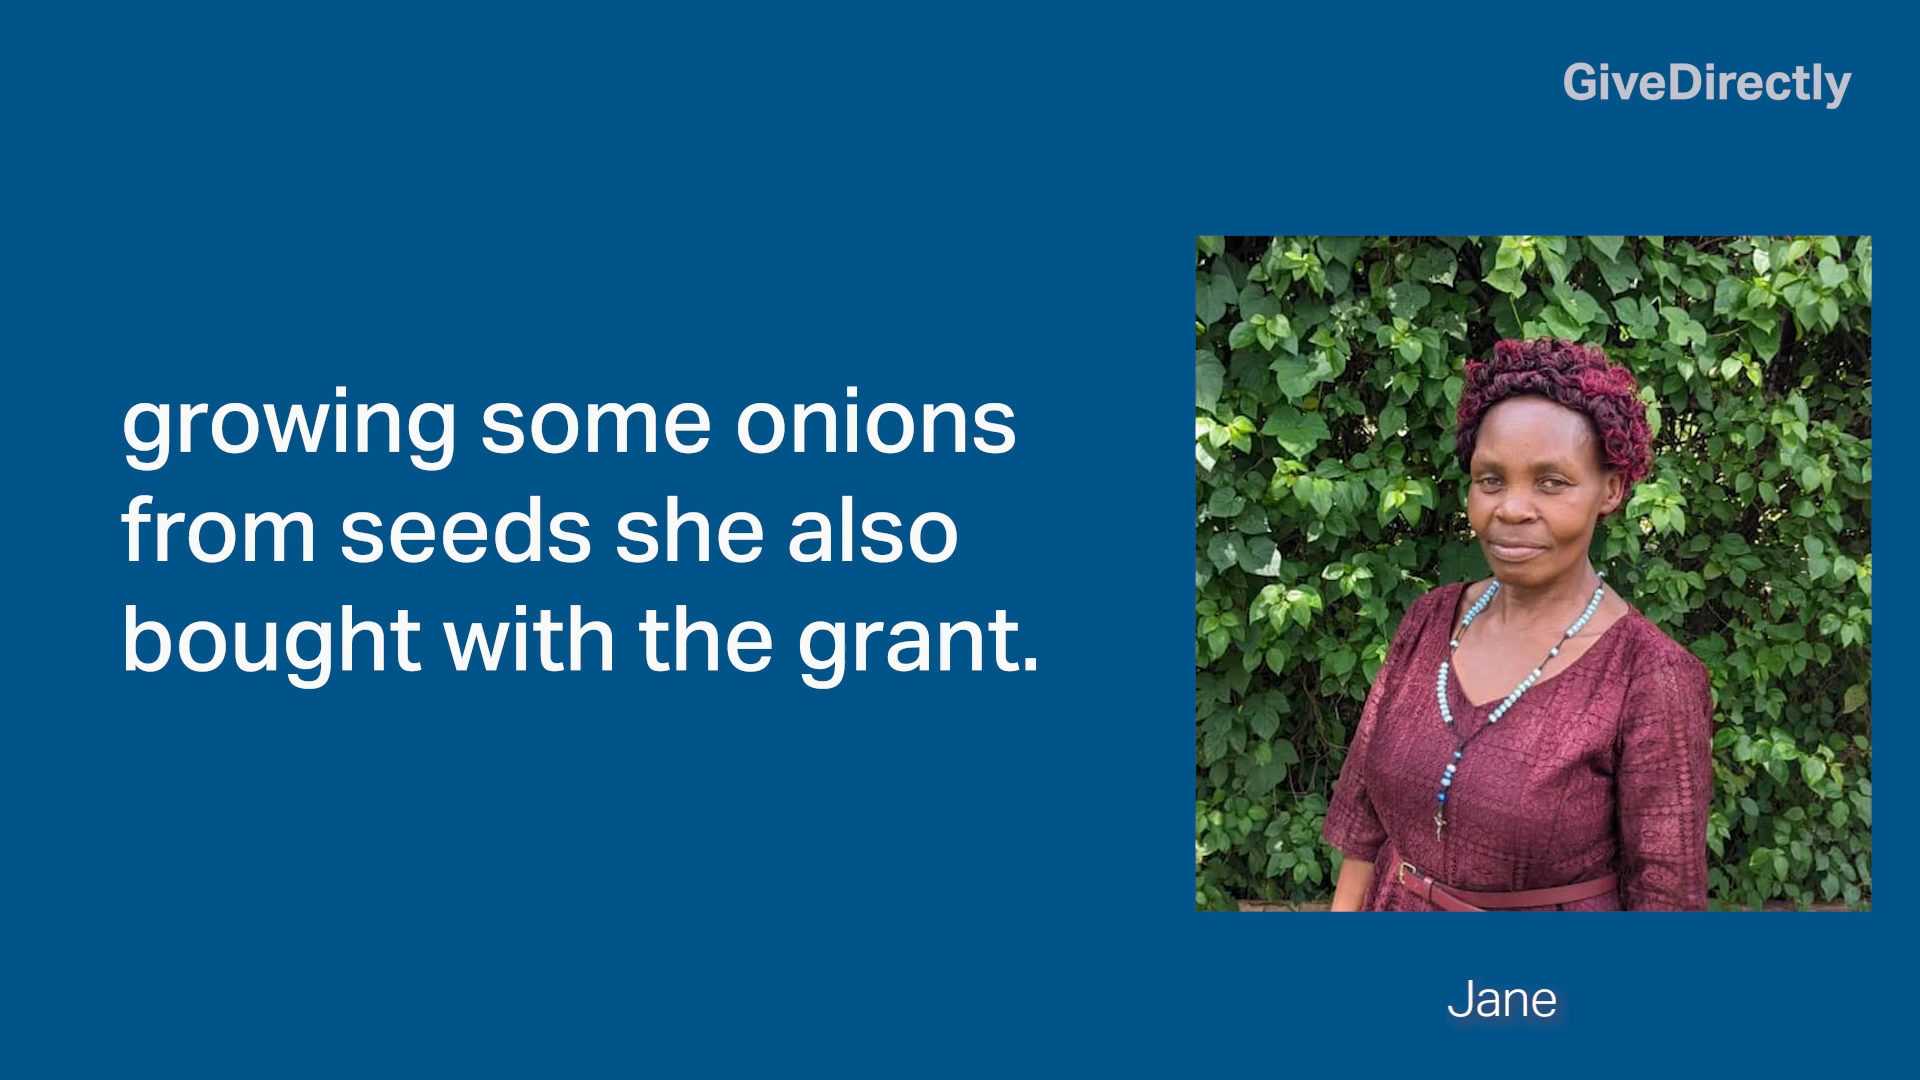 GiveDirectly
growing some onions
from seeds she also
bought with the grant.
Jane